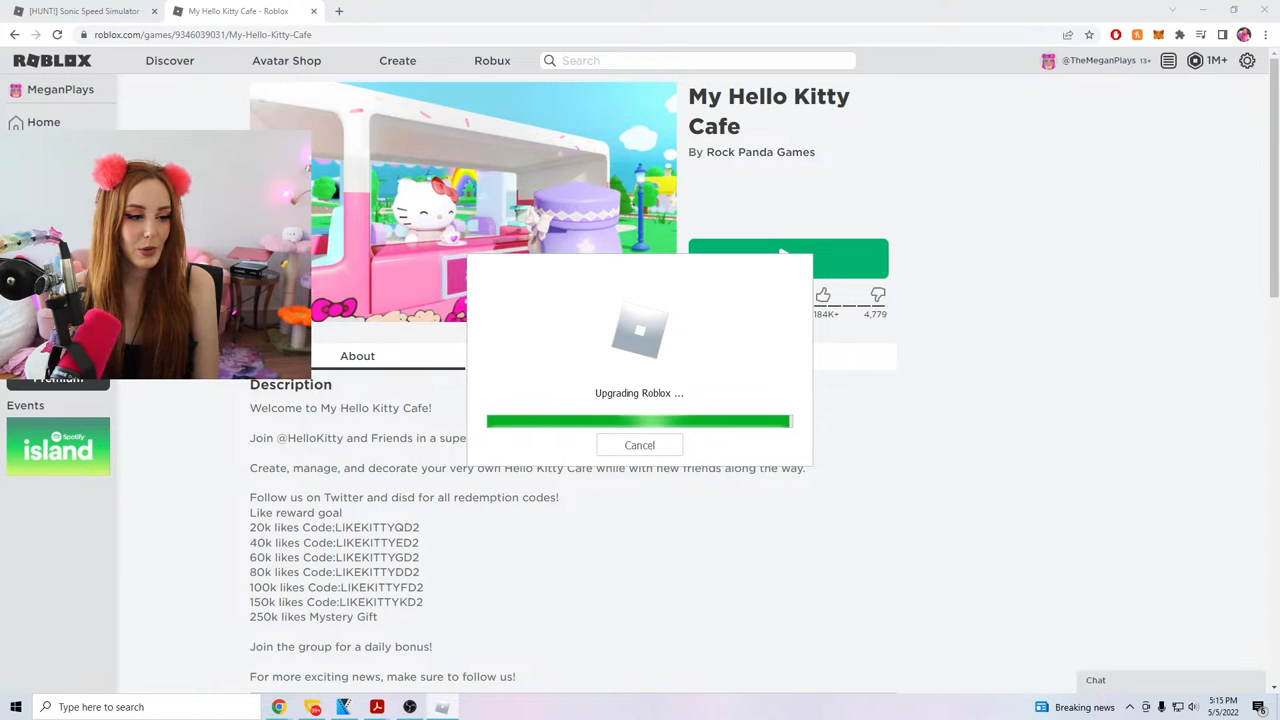 [HUNT!] Sonic Speed Simulator -
My Hello Kitty Cafe - Roblox
roblox.com/games/9346039031/My-Hello-Kitty-Cafe
ROBLOX
Discover
Avatar Shop
Create
Robux
Search
@TheMeganPlays 13+
1M+
MeganPlays
Home
My Hello Kitty
Cafe
By Rock Panda Games
184K+
4,779
Upgrading Roblox ...
Cancel
Premium
Events
Spotify
island
About
Description
Welcome to My Hello Kitty Cafe!
Join @HelloKitty and Friends in a supe
Create, manage, and decorate your very own Hello Kitty Cafe while with new friends along the way.
Follow us on Twitter and disd for all redemption codes!
Like reward goal
20k likes Code:LIKEKITTYQD2
40k likes Code:LIKEKITTYED2
60k likes Code:LIKEKITTYGD2
80k likes Code:LIKEKITTYDD2
100k likes Code:LIKEKITTYFD2
150k likes Code:LIKEKITTYKD2
250k likes Mystery Gift
Join the group for a daily bonus!
For more exciting news, make sure to follow us!
Chat
Type here to search
99+
Breaking news
5:15 PM
5/5/2022
6